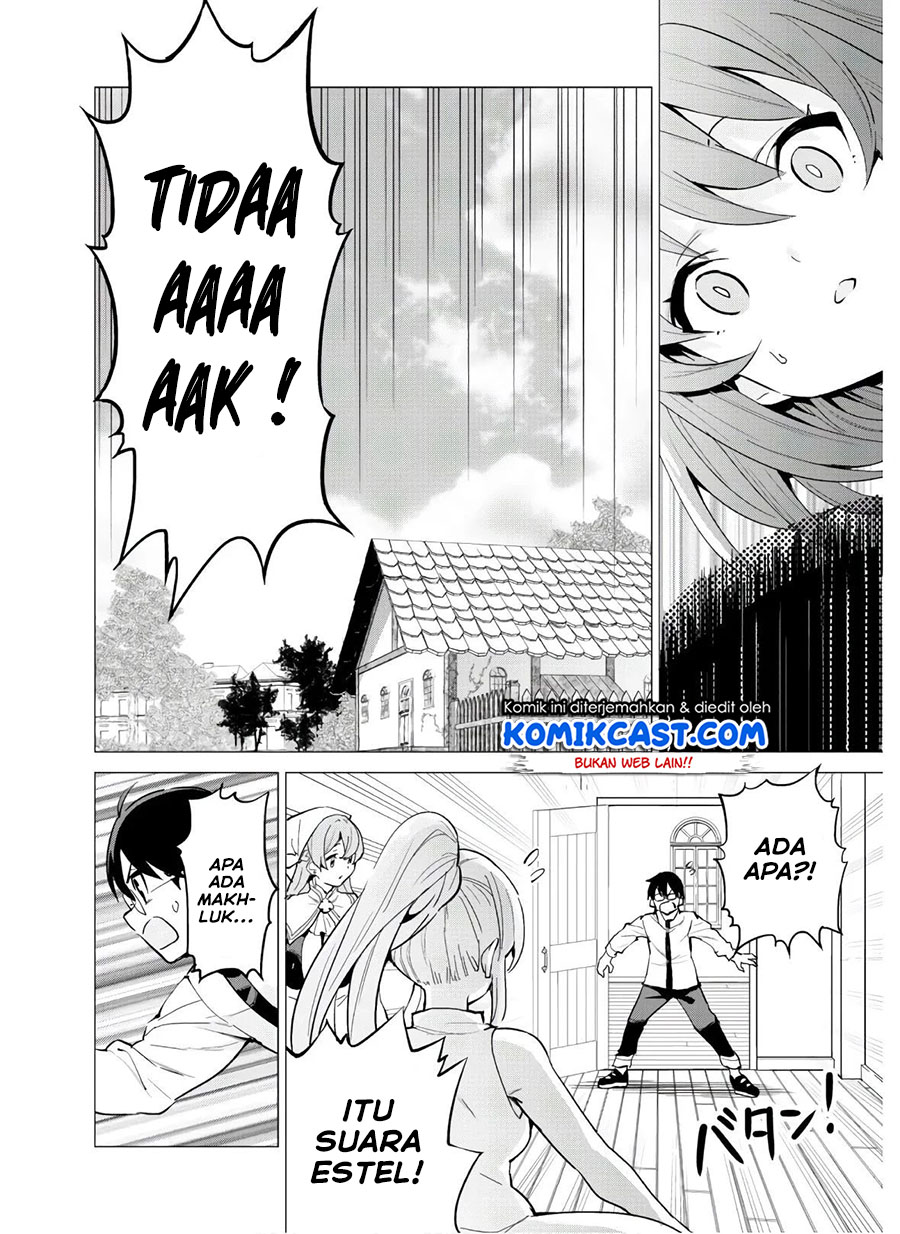 TIDAA
AAAA
AAK !
Komik ini diterjemahkan & diedit oleh
KOMIKCAST.COM
BUKAN WEB LAIN!!
APA
ADA
MAKH-
LUK...
ADA
APA?!
ITU
SUARA
ESTEL!
バタン!